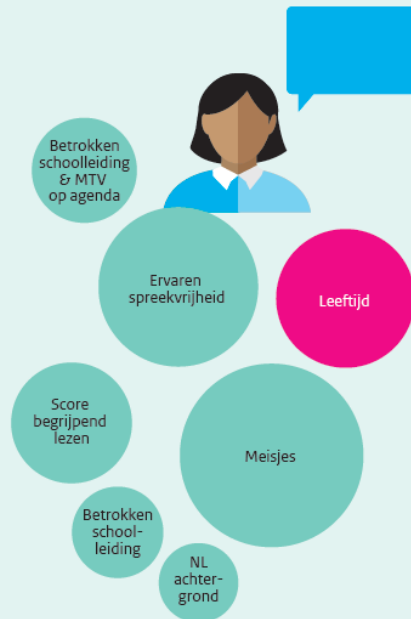 Betrokken
schoolleiding
& MTV
op agenda
Ervaren
spreekvrijheid
Leeftijd
Score
begrijpend
lezen
Meisjes
Betrokken
school-
leiding
NL
achter-
grond